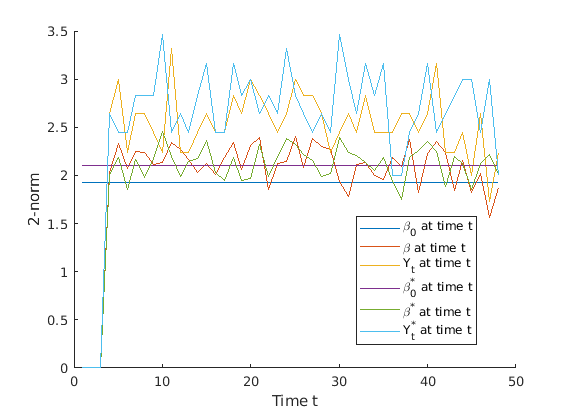 3.5
3
2.5
2
1.5
1
0.5
0
2-norm
0 10 20 30 40 50
Time t
β₀ at time t
β at time t
Yₜ at time t
β₀* at time t
β* at time t
Yₜ* at time t